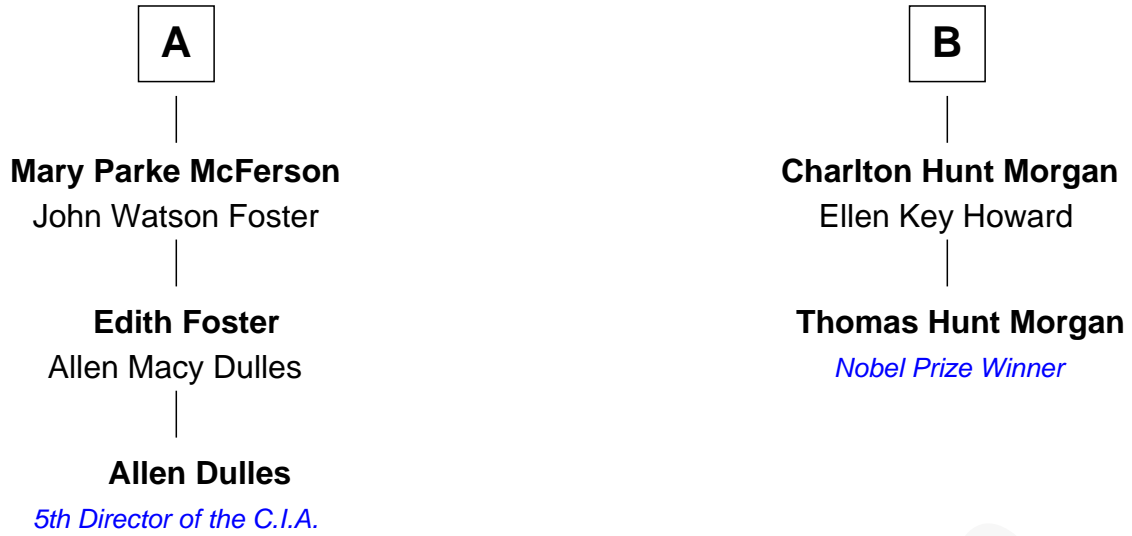 A
B
Mary Parke McFerson
John Watson Foster
Charlton Hunt Morgan
Ellen Key Howard
Edith Foster
Allen Macy Dulles
Thomas Hunt Morgan
Nobel Prize Winner
Allen Dulles
5th Director of the C.I.A.